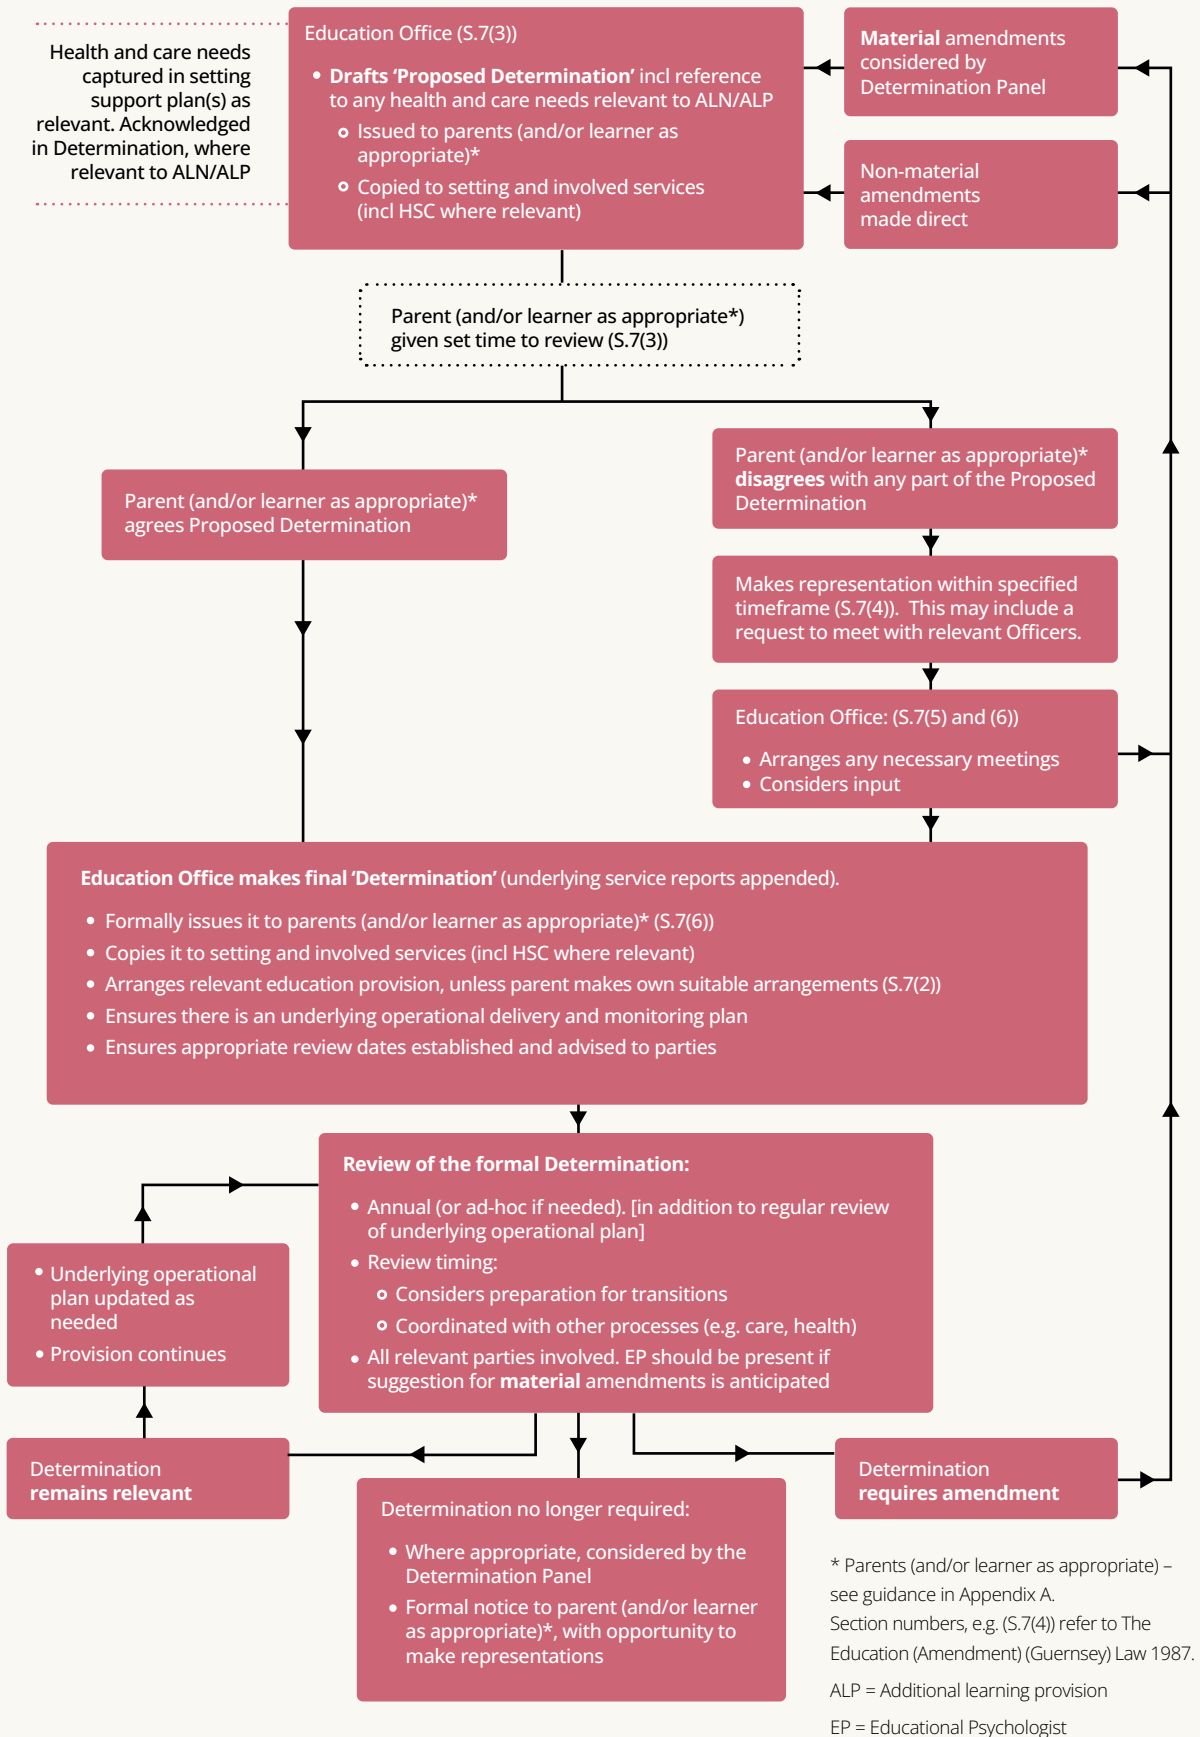 Health and care needs
captured in setting
support plan(s) as
relevant. Acknowledged
in Determination, where
relevant to ALN/ALP
Education Office (S.7(3))
• Drafts ‘Proposed Determination’ incl reference
to any health and care needs relevant to ALN/ALP
Issued to parents (and/or learner as
appropriate)*
Copied to setting and involved services
(incl HSC where relevant)
Material amendments
considered by
Determination Panel
Non-material
amendments
made direct
Parent (and/or learner as appropriate*)
given set time to review (S.7(3))
Parent (and/or learner as appropriate)*
agrees Proposed Determination
Parent (and/or learner as appropriate)*
disagrees with any part of the Proposed
Determination
Makes representation within specified
timeframe (S.7(4)).  This may include a
request to meet with relevant Officers.
Education Office: (S.7(5) and (6))
• Arranges any necessary meetings
• Considers input
Education Office makes final ‘Determination’ (underlying service reports appended).
• Formally issues it to parents (and/or learner as appropriate)* (S.7(6))
• Copies it to setting and involved services (incl HSC where relevant)
• Arranges relevant education provision, unless parent makes own suitable arrangements (S.7(2))
• Ensures there is an underlying operational delivery and monitoring plan
• Ensures appropriate review dates established and advised to parties
Review of the formal Determination:
• Annual (or ad-hoc if needed). [in addition to regular review
of underlying operational plan]
• Review timing:
Considers preparation for transitions
Coordinated with other processes (e.g. care, health)
• All relevant parties involved. EP should be present if
suggestion for material amendments is anticipated
• Underlying operational
plan updated as
needed
• Provision continues
Determination
remains relevant
Determination no longer required:
• Where appropriate, considered by the
Determination Panel
• Formal notice to parent (and/or learner
as appropriate)*, with opportunity to
make representations
Determination
requires amendment
* Parents (and/or learner as appropriate) –
see guidance in Appendix A.
Section numbers, e.g. (S.7(4)) refer to The
Education (Amendment) (Guernsey) Law 1987.
ALP = Additional learning provision
EP = Educational Psychologist